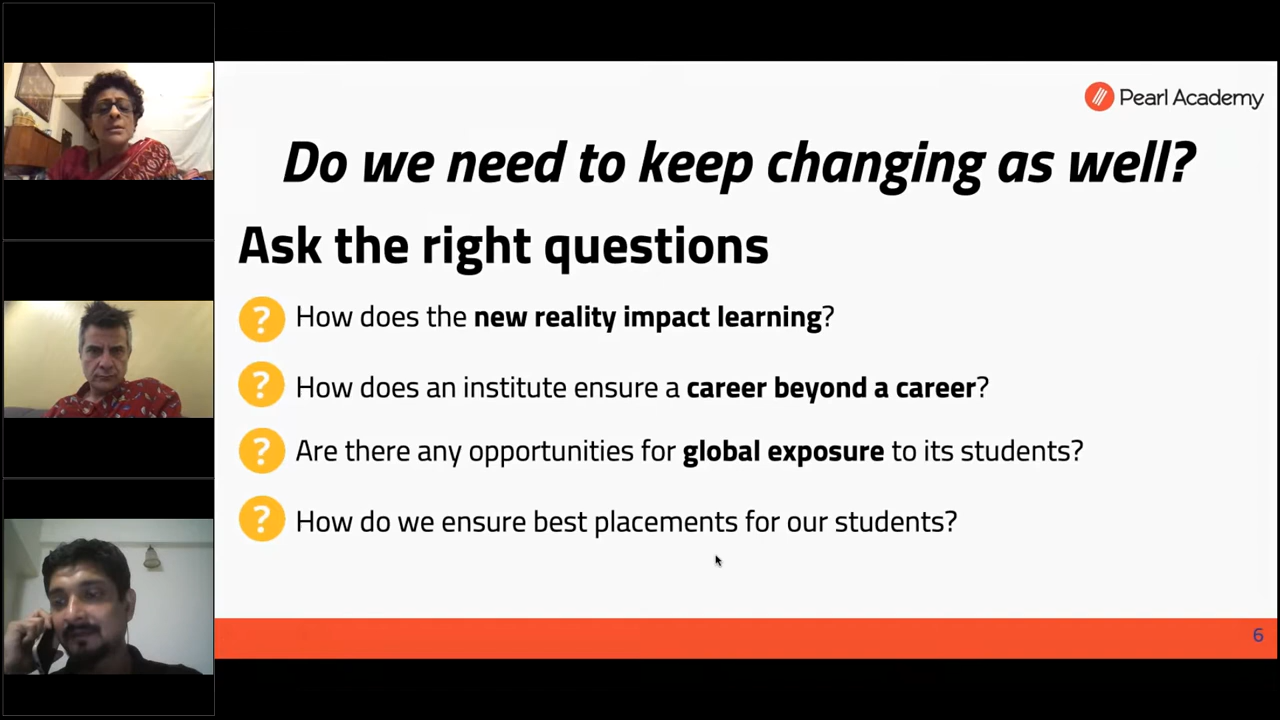 Pearl Academy
Do we need to keep changing as well?
Ask the right questions
? How does the new reality impact learning?
? How does an institute ensure a career beyond a career?
? Are there any opportunities for global exposure to its students?
? How do we ensure best placements for our students?
6